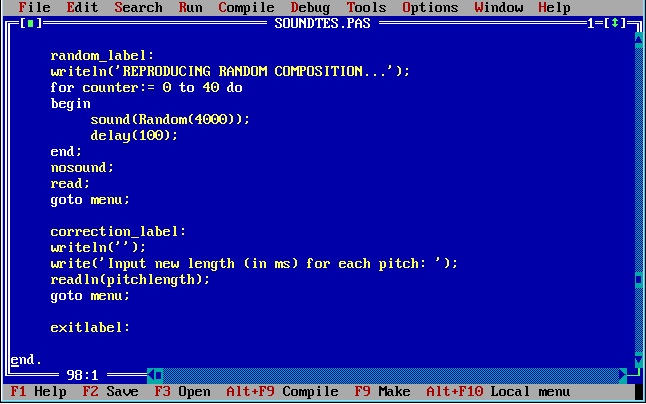 File Edit Search Run Compile Debug Tools Options Window Help
[■] SOUNDTES.PAS 1=[↕]
random_label:
writeln('REPRODUCING RANDOM COMPOSITION...');
for counter:= 0 to 40 do
begin
sound(Random(4000));
delay(100);
end;
nosound;
read;
goto menu;
correction_label:
writeln('');
write('Input new length (in ms) for each pitch: ');
readln(pitchlength);
goto menu;
exitlabel:
end.
98:1
F1 Help F2 Save F3 Open Alt+F9 Compile F9 Make Alt+F10 Local menu